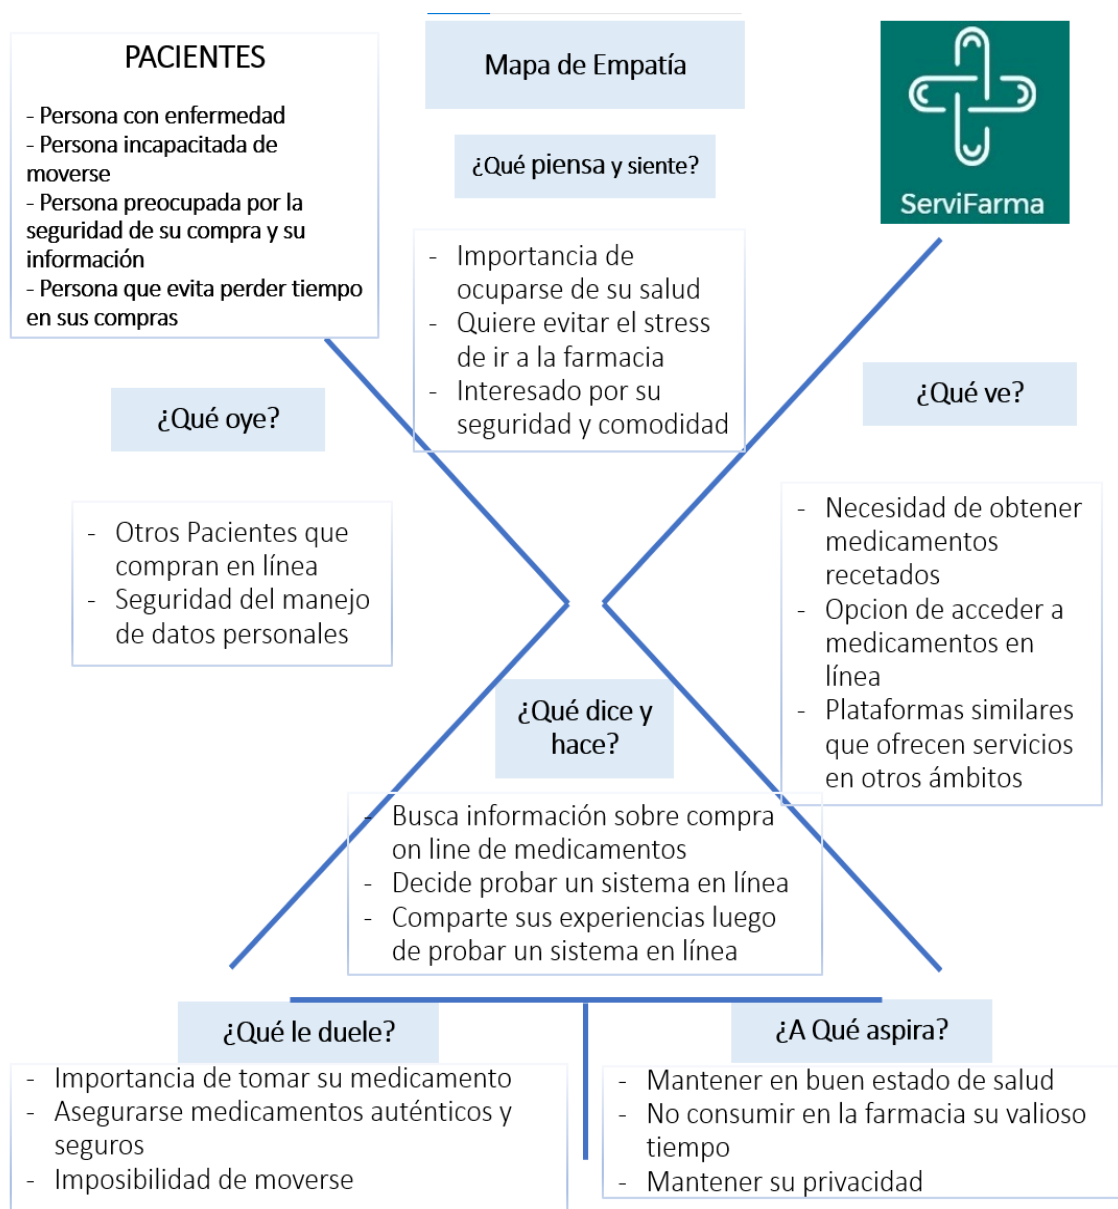 PACIENTES
- Persona con enfermedad
- Persona incapacitada de
moverse
- Persona preocupada por la
seguridad de su compra y su
información
- Persona que evita perder tiempo
en sus compras
Mapa de Empatía
ServiFarma
¿Qué piensa y siente?
- Importancia de
ocuparse de su salud
- Quiere evitar el stress
de ir a la farmacia
- Interesado por su
seguridad y comodidad
¿Qué oye?
- Otros Pacientes que
compran en línea
- Seguridad del manejo
de datos personales
¿Qué ve?
- Necesidad de obtener
medicamentos
recetados
- Opcion de acceder a
medicamentos en
línea
- Plataformas similares
que ofrecen servicios
en otros ámbitos
¿Qué dice y
hace?
- Busca información sobre compra
on line de medicamentos
- Decide probar un sistema en línea
- Comparte sus experiencias luego
de probar un sistema en línea
¿Qué le duele?
- Importancia de tomar su medicamento
- Asegurarse medicamentos auténticos y
seguros
- Imposibilidad de moverse
¿A Qué aspira?
- Mantener en buen estado de salud
- No consumir en la farmacia su valioso
tiempo
- Mantener su privacidad